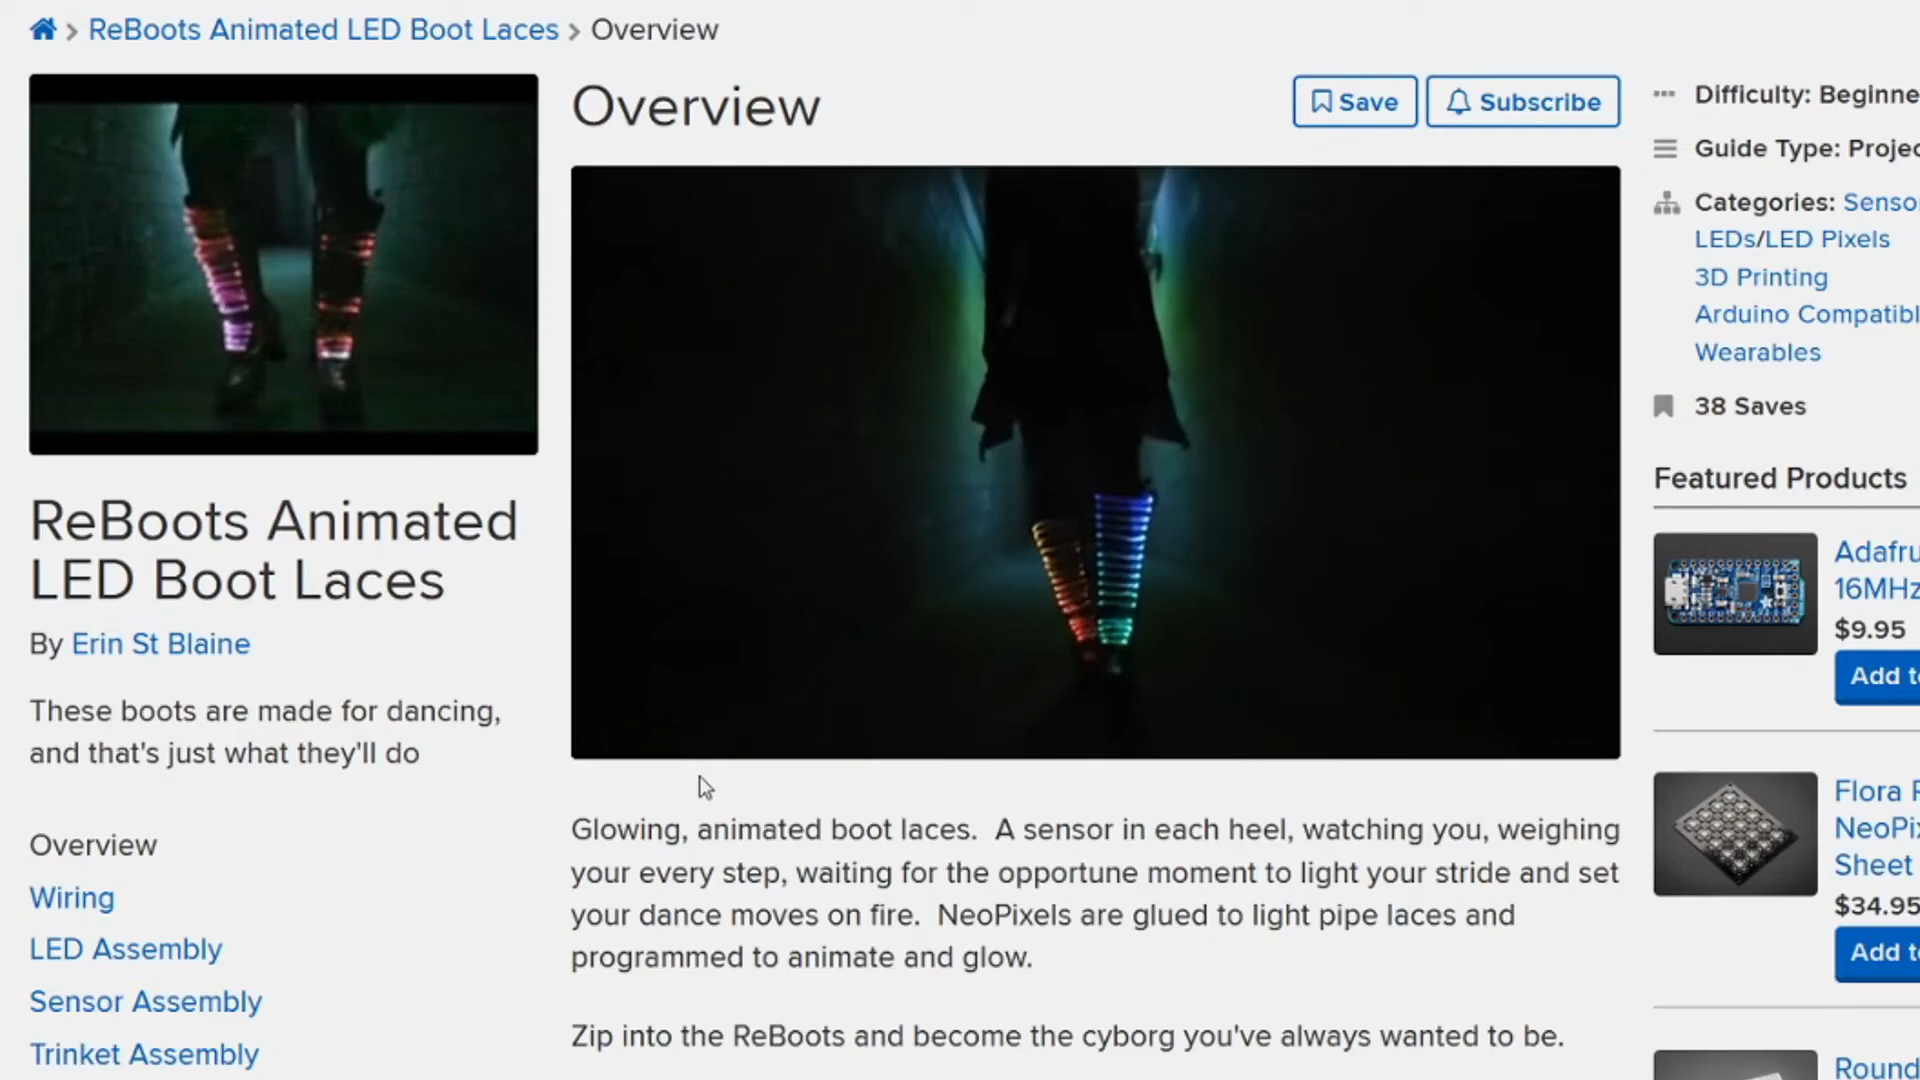 ReBoots Animated LED Boot Laces > Overview
Overview
Save
Subscribe
ReBoots Animated
LED Boot Laces
By Erin St Blaine
These boots are made for dancing,
and that's just what they'll do
Overview
Wiring
LED Assembly
Sensor Assembly
Trinket Assembly
Glowing, animated boot laces. A sensor in each heel, watching you, weighing
your every step, waiting for the opportune moment to light your stride and set
your dance moves on fire. NeoPixels are glued to light pipe laces and
programmed to animate and glow.
Zip into the ReBoots and become the cyborg you've always wanted to be.
Difficulty: Beginne
Guide Type: Projec
Categories: Senso
LEDs/LED Pixels
3D Printing
Arduino Compatibl
Wearables
38 Saves
Featured Products
Adafru
16MHz
$9.95
Add to
Flora R
NeoPix
Sheet
$34.95
Add to
Round